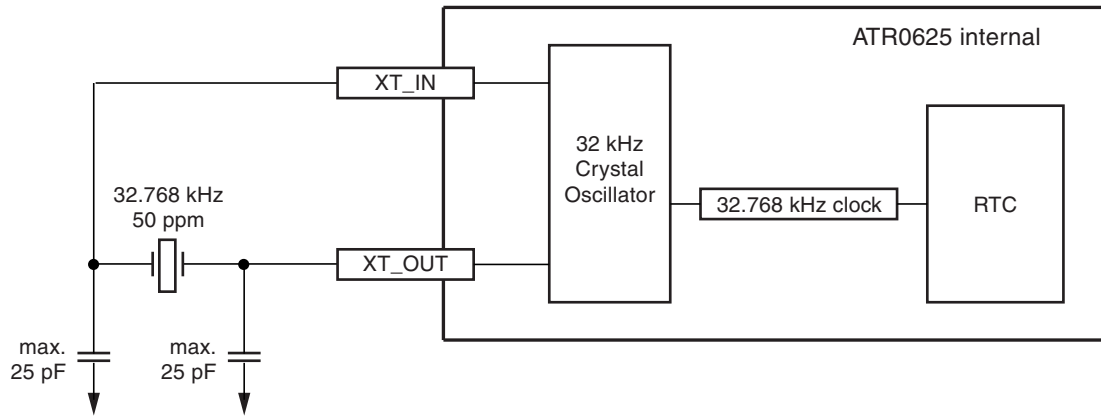 ATR0625 internal
XT_IN
32 kHz
Crystal
Oscillator
32.768 kHz clock
RTC
32.768 kHz
50 ppm
XT_OUT
max.
25 pF
max.
25 pF